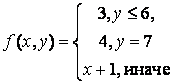 f(x, y) = { 3, y ≤ 6,
4, y = 7
x + 1, иначе